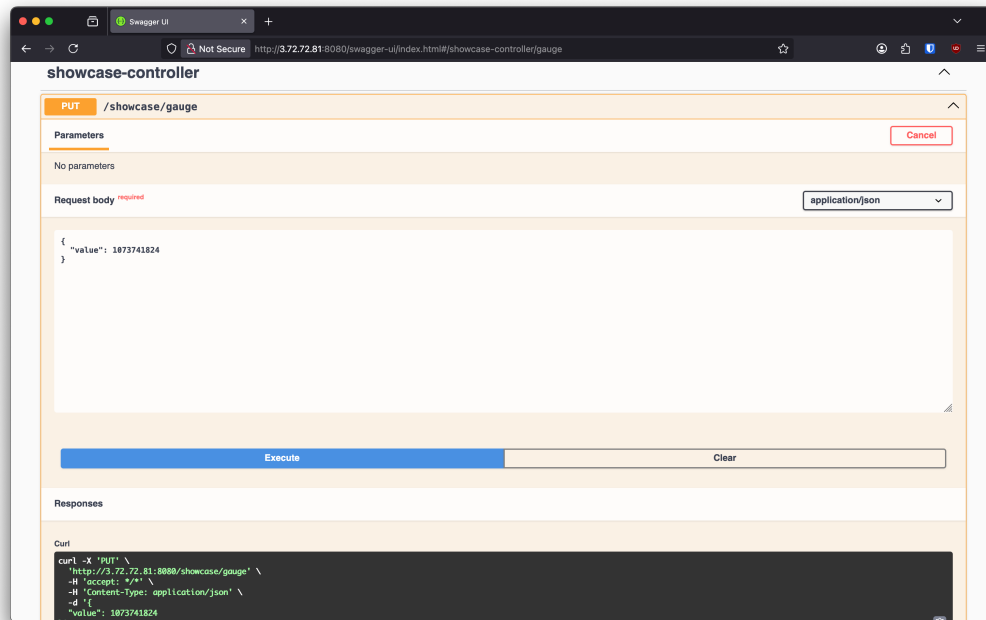 Swagger UI
Not Secure http://3.72.72.81:8080/swagger-ui/index.html#/showcase-controller/gauge
showcase-controller
PUT /showcase/gauge
Parameters
Cancel
No parameters
Request body required
application/json
{
"value": 1073741824
}
Execute
Clear
Responses
Curl
curl -X 'PUT' \
'http://3.72.72.81:8080/showcase/gauge' \
-H 'accept: */*' \
-H 'Content-Type: application/json' \
-d '{
"value": 1073741824